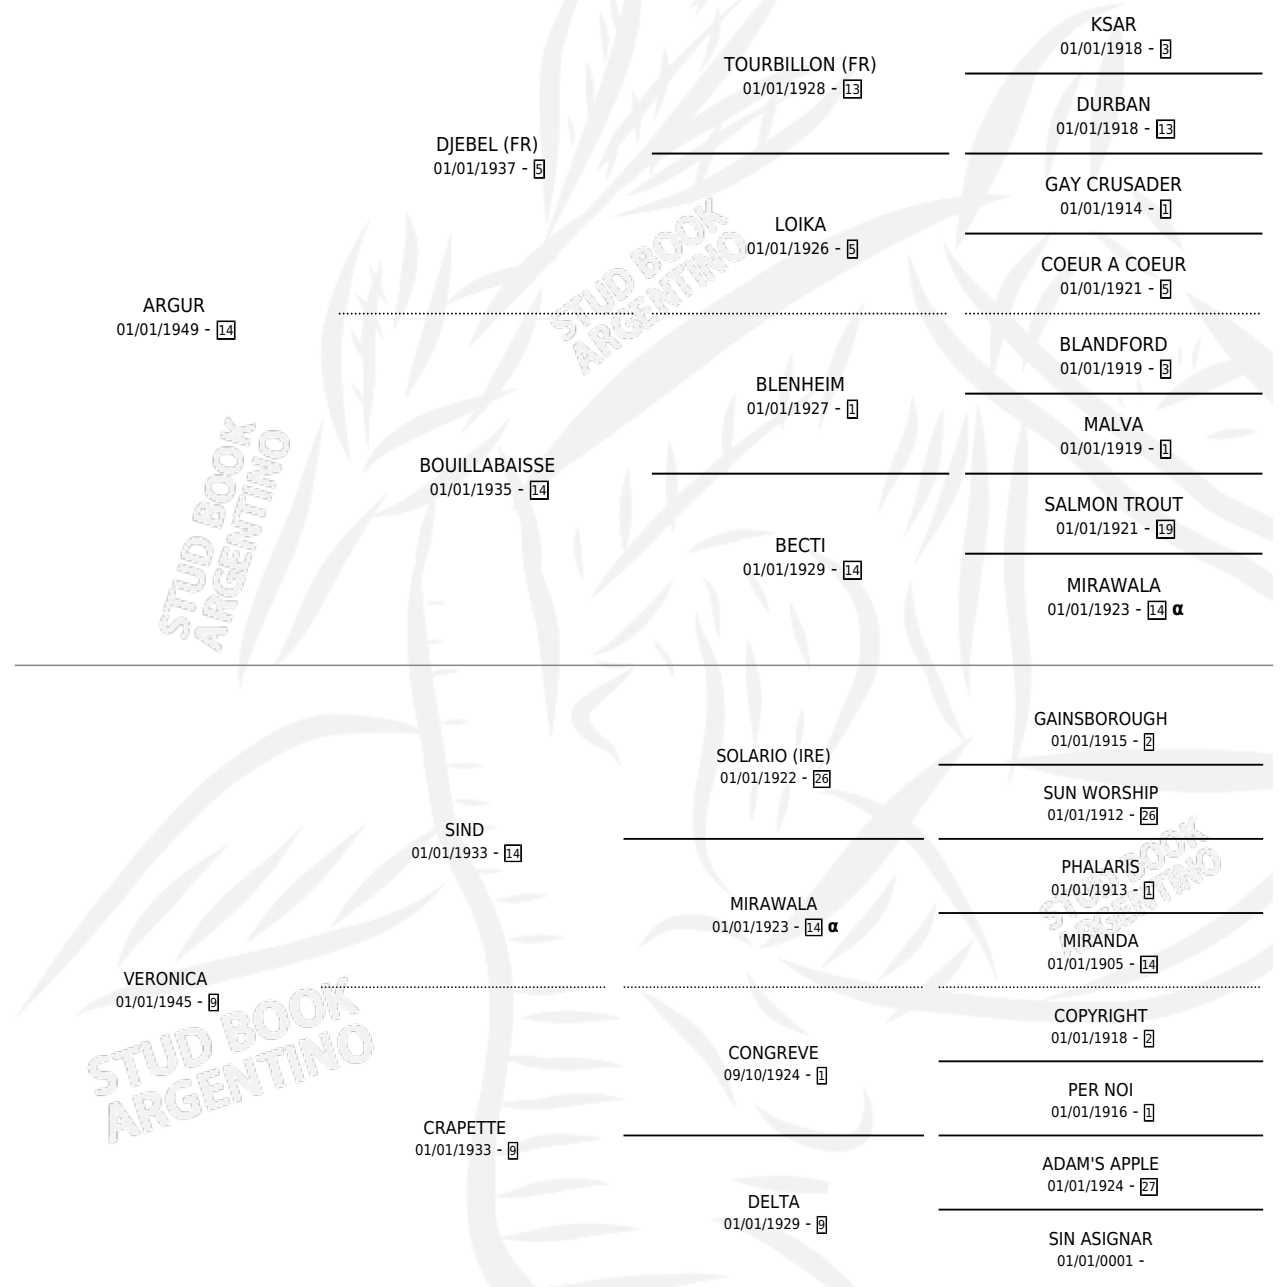 KSAR
01/01/1918 - 3
TOURBILLON (FR)
01/01/1928 - 13
DURBAN
01/01/1918 - 13
DJEBEL (FR)
01/01/1937 - 5
GAY CRUSADER
01/01/1914 - 1
LOIKA
01/01/1926 - 5
COEUR A COEUR
01/01/1921 - 5
ARGUR
01/01/1949 - 14
BLANDFORD
01/01/1919 - 3
BLENHEIM
01/01/1927 - 1
MALVA
01/01/1919 - 1
BOUILLABAISSE
01/01/1935 - 14
SALMON TROUT
01/01/1921 - 19
BECTI
01/01/1929 - 14
MIRAWALA
01/01/1923 - 14 α
GAINSBOROUGH
01/01/1915 - 2
SOLARIO (IRE)
01/01/1922 - 26
SUN WORSHIP
01/01/1912 - 26
SIND
01/01/1933 - 14
PHALARIS
01/01/1913 - 1
MIRAWALA
01/01/1923 - 14 α
MIRANDA
01/01/1905 - 14
VERONICA
01/01/1945 - 9
COPYRIGHT
01/01/1918 - 2
CONGREVE
09/10/1924 - 1
PER NOI
01/01/1916 - 1
CRAPETTE
01/01/1933 - 9
ADAM'S APPLE
01/01/1924 - 27
DELTA
01/01/1929 - 9
SIN ASIGNAR
01/01/0001 -
STUD BOOK
ARGENTINO
STUD BOOK
ARGENTINO
STUD BOOK
ARGENTINO
STUD BOOK
ARGENTINO